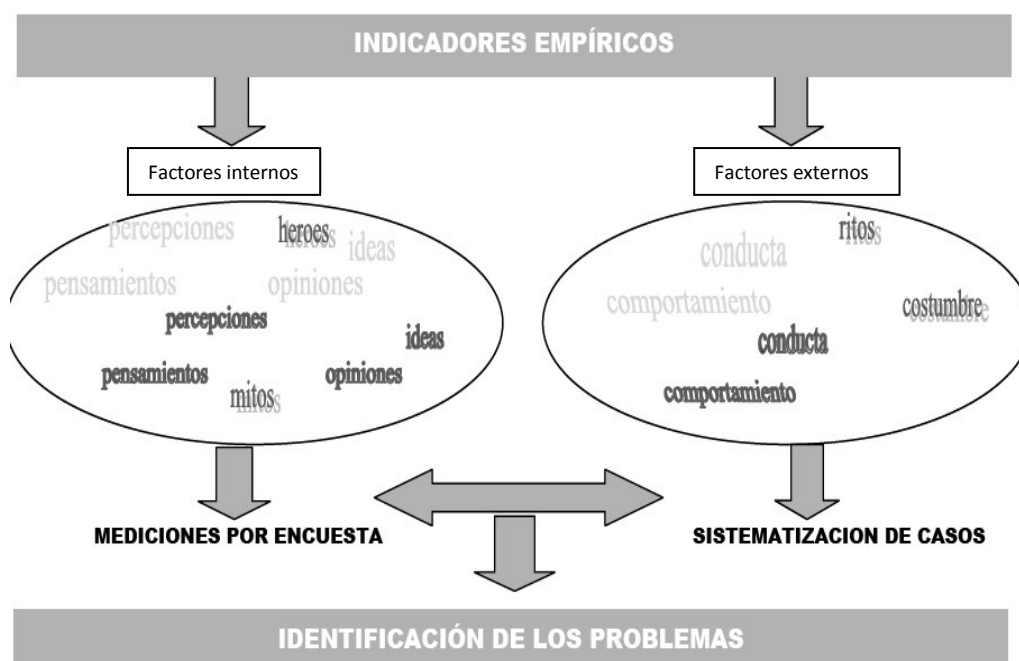 INDICADORES EMPÍRICOS
Factores internos
Factores externos
percepciones
heroes
ideas
pensamientos
opiniones
percepciones
ideas
pensamientos
opiniones
mitos
ritos
conducta
comportamiento
costumbre
conducta
comportamiento
MEDICIONES POR ENCUESTA
SISTEMATIZACION DE CASOS
IDENTIFICACIÓN DE LOS PROBLEMAS